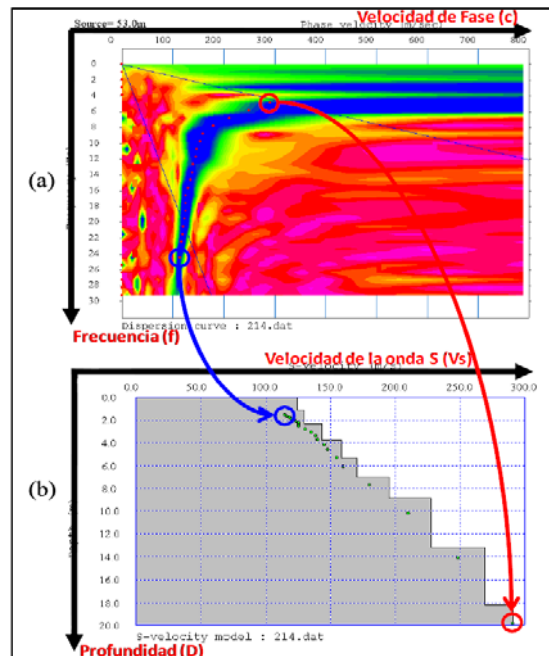 Source= 53.0m
Phase velocity
Velocidad de Fase (c)
0 100 200 300 400 500 600 700 800
(a)
0
2
4
6
8
10
12
14
16
18
20
22
24
26
28
30
Dispersion curve : 214.dat
Frecuencia (f)
Velocidad de la onda S (Vs)
0.0 50.0 100.0 150.0 200.0 250.0 300.0
(b)
0.0
2.0
4.0
6.0
8.0
10.0
12.0
14.0
16.0
18.0
20.0
S-velocity model : 214.dat
Profundidad (D)